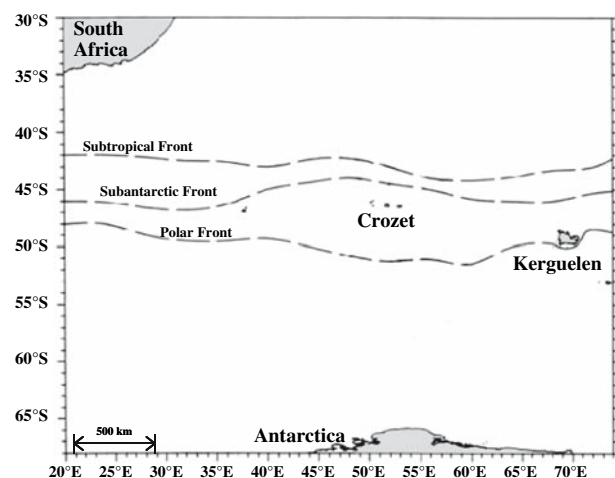 30°S
South
Africa
35°S
40°S
Subtropical Front
45°S
Subantarctic Front
Crozet
Polar Front
50°S
Kerguelen
55°S
60°S
65°S
500 km
Antarctica
20°E 25°E 30°E 35°E 40°E 45°E 50°E 55°E 60°E 65°E 70°E